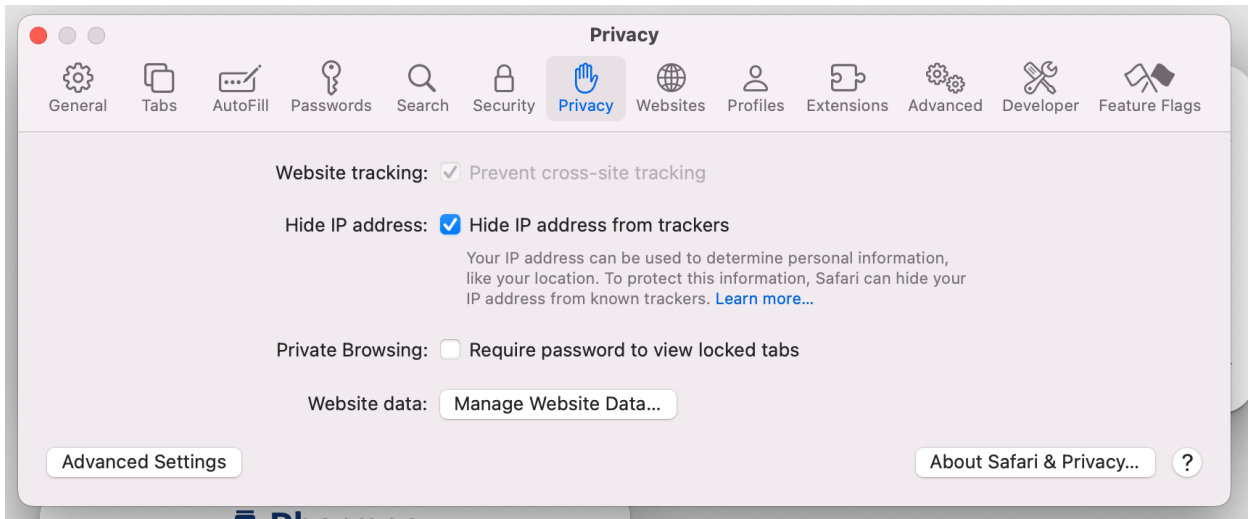 Privacy
General Tabs AutoFill Passwords Search Security Privacy Websites Profiles Extensions Advanced Developer Feature Flags
Website tracking: Prevent cross-site tracking
Hide IP address: Hide IP address from trackers
Your IP address can be used to determine personal information,
like your location. To protect this information, Safari can hide your
IP address from known trackers. Learn more...
Private Browsing: Require password to view locked tabs
Website data: Manage Website Data...
Advanced Settings About Safari & Privacy... ?